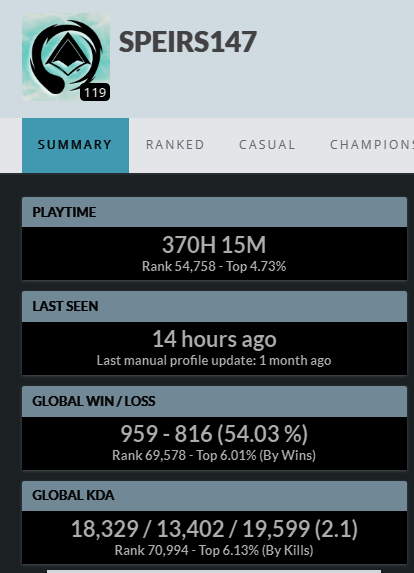 SPEIRS147
119
SUMMARY RANKED CASUAL CHAMPIONS
PLAYTIME
370H 15M
Rank 54,758 - Top 4.73%
LAST SEEN
14 hours ago
Last manual profile update: 1 month ago
GLOBAL WIN / LOSS
959 - 816 (54.03 %)
Rank 69,578 - Top 6.01% (By Wins)
GLOBAL KDA
18,329 / 13,402 / 19,599 (2.1)
Rank 70,994 - Top 6.13% (By Kills)